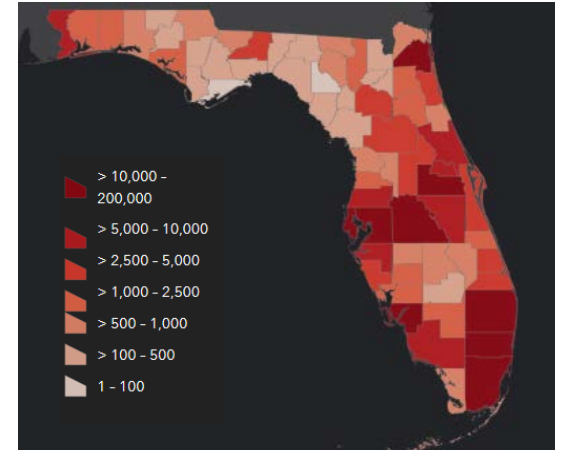 > 10,000 –
200,000
> 5,000 – 10,000
> 2,500 – 5,000
> 1,000 – 2,500
> 500 – 1,000
> 100 – 500
1 – 100